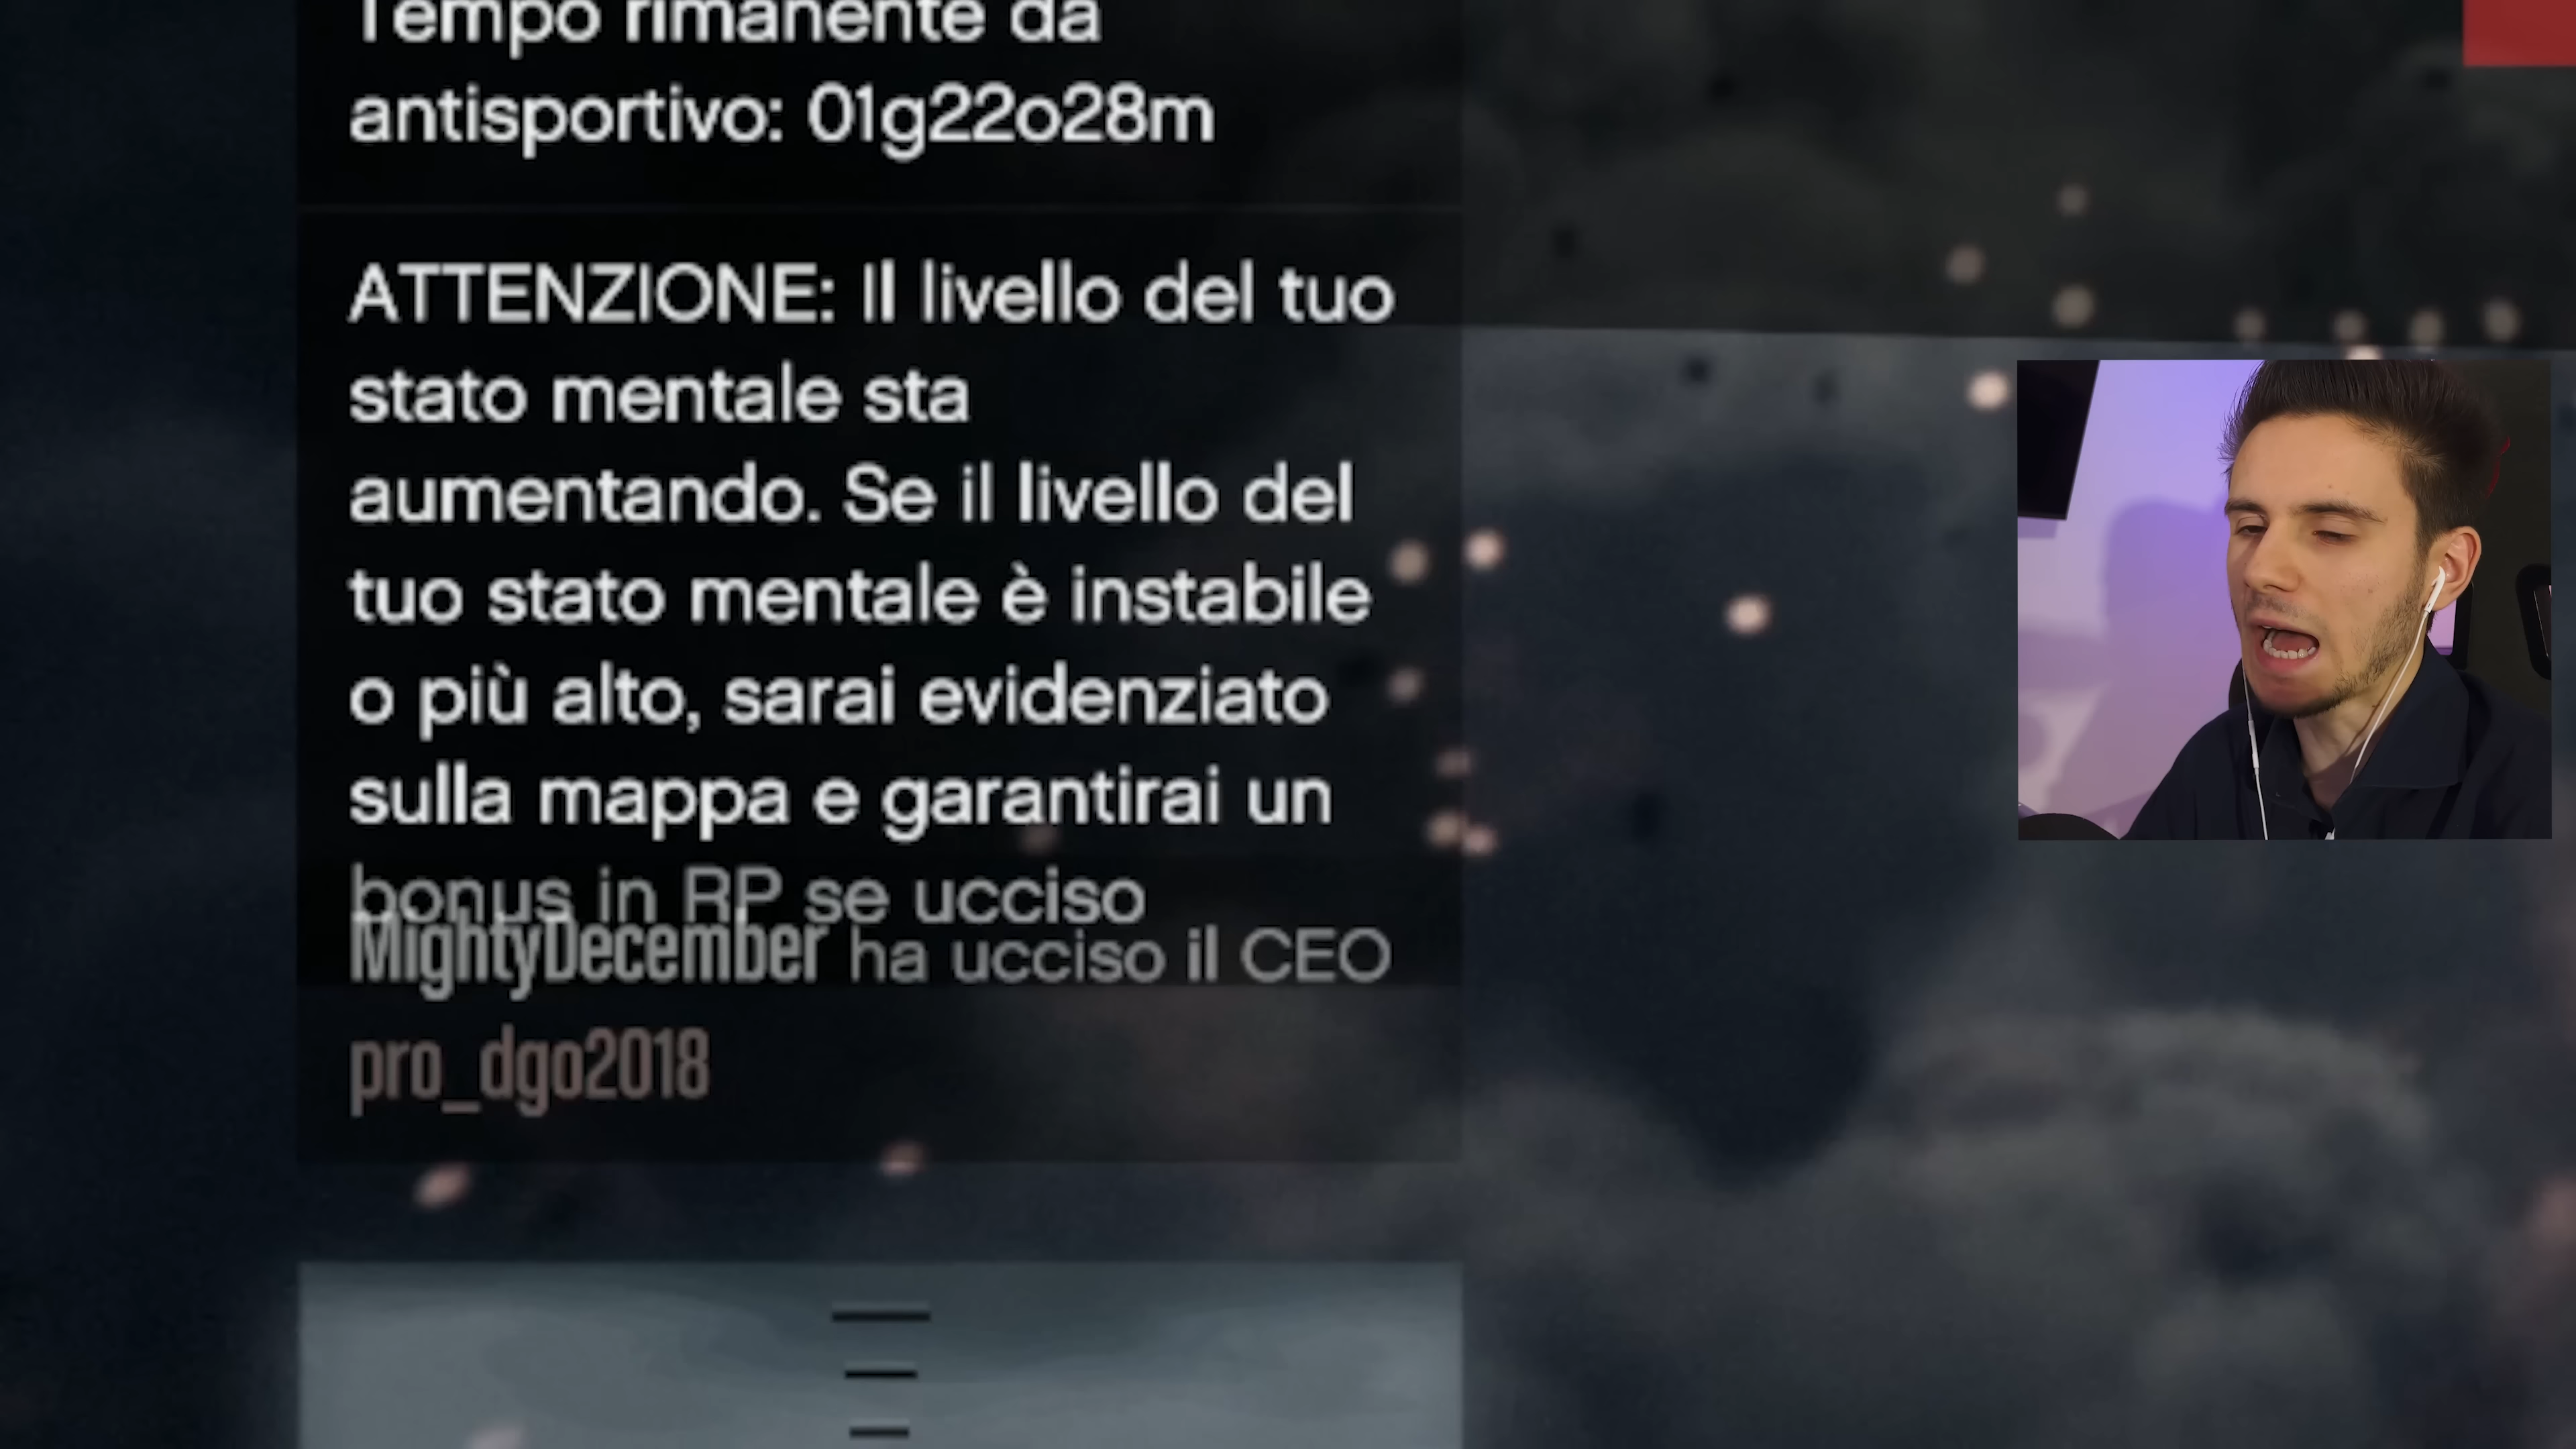 Tempo rimanente da
antisportivo: 01g22o28m
ATTENZIONE: Il livello del tuo
stato mentale sta
aumentando. Se il livello del
tuo stato mentale è instabile
o più alto, sarai evidenziato
sulla mappa e garantirai un
bonus in RP se ucciso
MightyDecember ha ucciso il CEO
pro_dgo2018